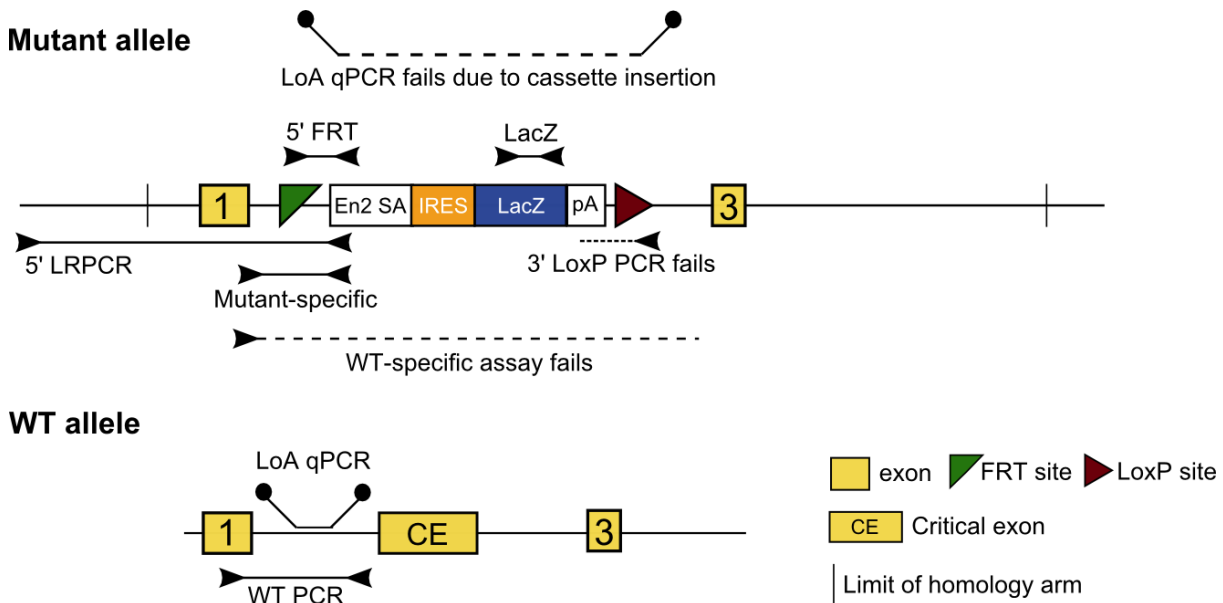 Mutant allele
LoA qPCR fails due to cassette insertion
5' FRT
LacZ
1
En2 SA
IRES
LacZ
pA
3
5' LRPCR
3' LoxP PCR fails
Mutant-specific
WT-specific assay fails
WT allele
LoA qPCR
1
CE
3
WT PCR
exon
FRT site
LoxP site
CE
Critical exon
Limit of homology arm